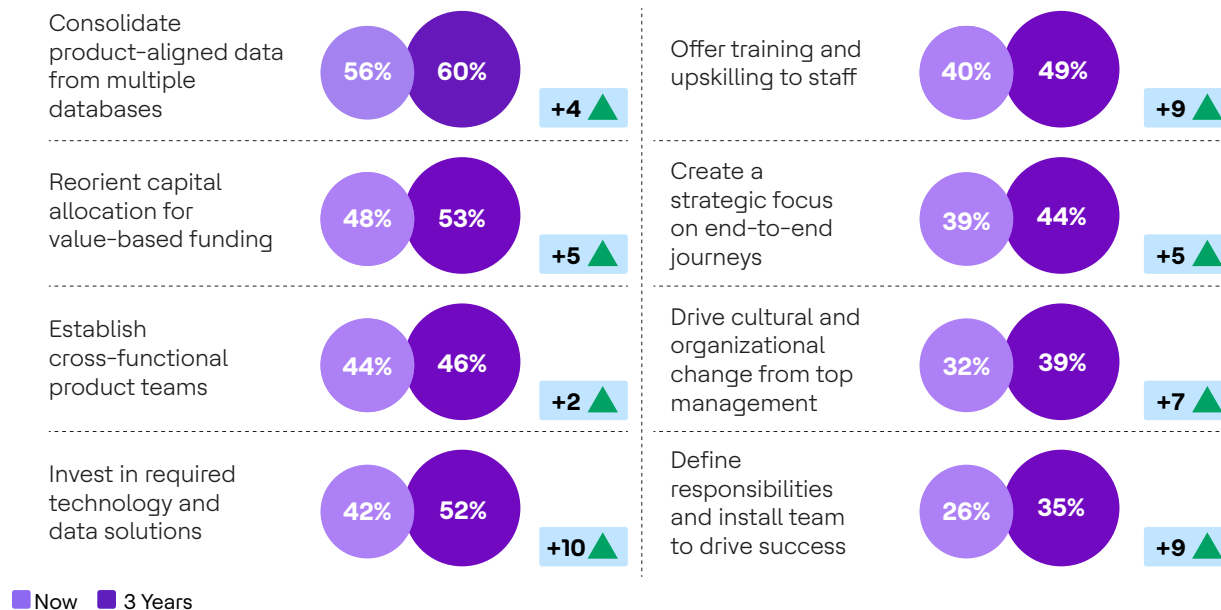 Consolidate
product-aligned data
from multiple
databases
56% 60%
+4
Reorient capital
allocation for
value-based funding
48% 53%
+5
Establish
cross-functional
product teams
44% 46%
+2
Invest in required
technology and
data solutions
42% 52%
+10
Offer training and
upskilling to staff
40% 49%
+9
Create a
strategic focus
on end-to-end
journeys
39% 44%
+5
Drive cultural and
organizational
change from top
management
32% 39%
+7
Define
responsibilities
and install team
to drive success
26% 35%
+9
Now 3 Years